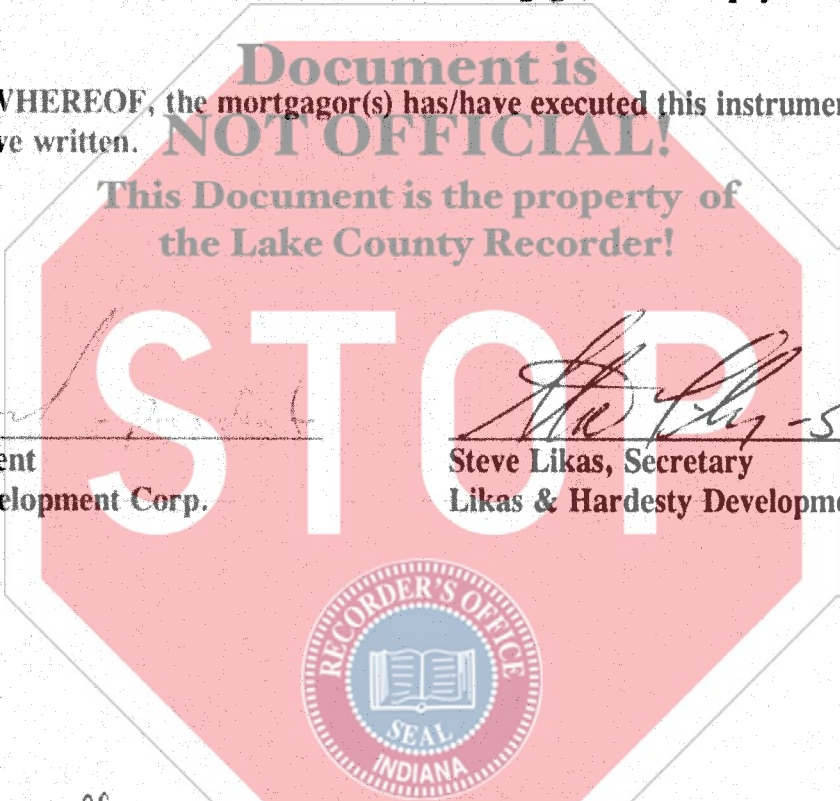 Document is
WHEREOF, the mortgagor(s) has/have executed this instrumen
ve written.
NOT OFFICIAL!
This Document is the property of
the Lake County Recorder!
STOP
ent
Steve Likas, Secretary
elopment Corp.
Likas & Hardesty Developme
RECORDER'S OFFICE
SEAL
INDIANA